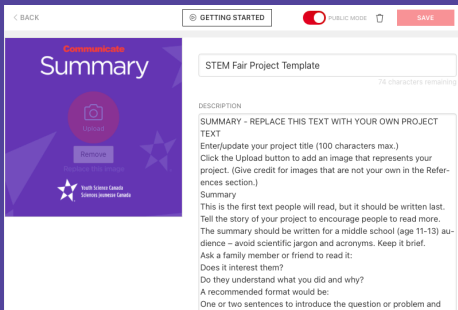 < BACK
GETTING STARTED
PUBLIC MODE
SAVE
Communicate
Summary
Upload
Remove
Replace this image
Youth Science Canada
Sciences jeunesse Canada
STEM Fair Project Template
74 characters remaining
DESCRIPTION
SUMMARY - REPLACE THIS TEXT WITH YOUR OWN PROJECT
TEXT
Enter/update your project title (100 characters max.)
Click the Upload button to add an image that represents your
project. (Give credit for images that are not your own in the Refer-
ences section.)
Summary
This is the first text people will read, but it should be written last.
Tell the story of your project to encourage people to read more.
The summary should be written for a middle school (age 11-13) au-
dience – avoid scientific jargon and acronyms. Keep it brief.
Ask a family member or friend to read it:
Does it interest them?
Do they understand what you did and why?
A recommended format would be:
One or two sentences to introduce the question or problem and